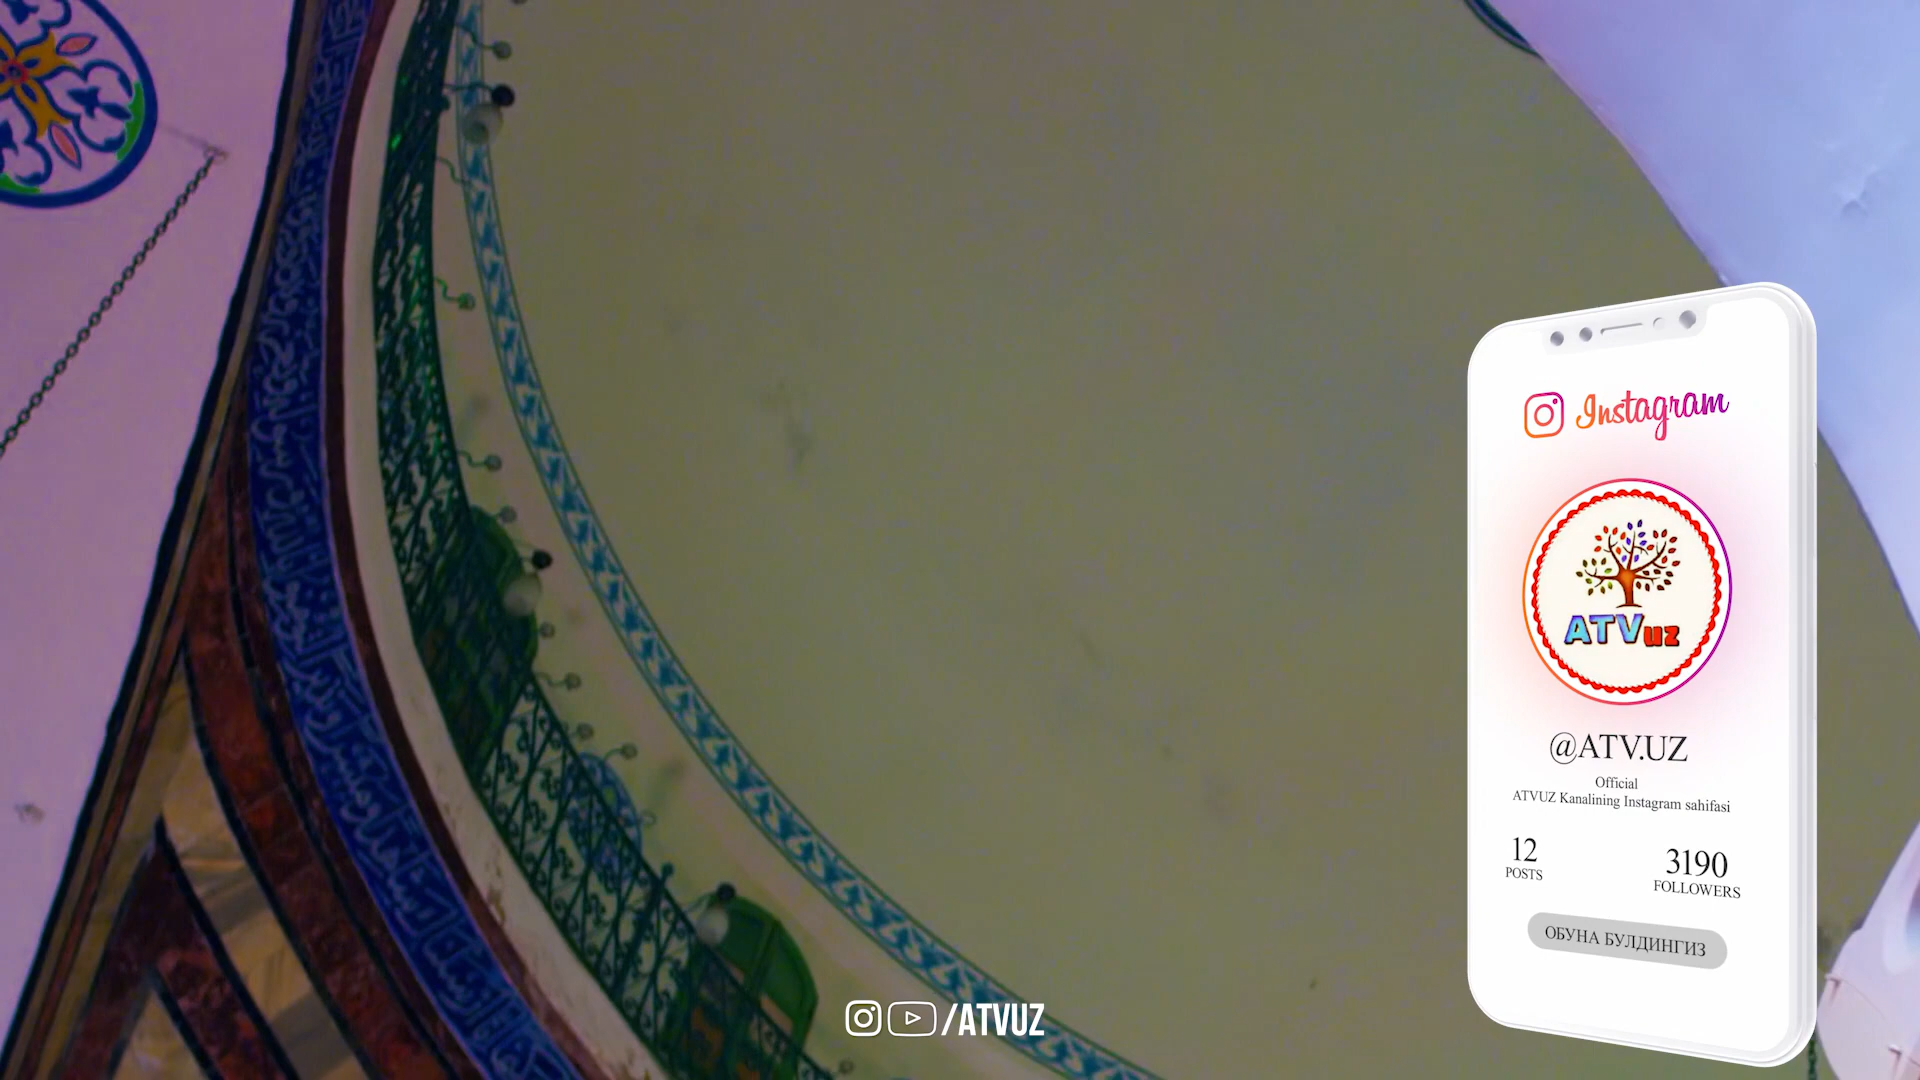 Instagram
ATVuz
@ATV.UZ
Official
ATVUZ Kanalining Instagram sahifasi
12
POSTS
3190
FOLLOWERS
ОБУНА БУЛДИНГИЗ
/ATVUZ